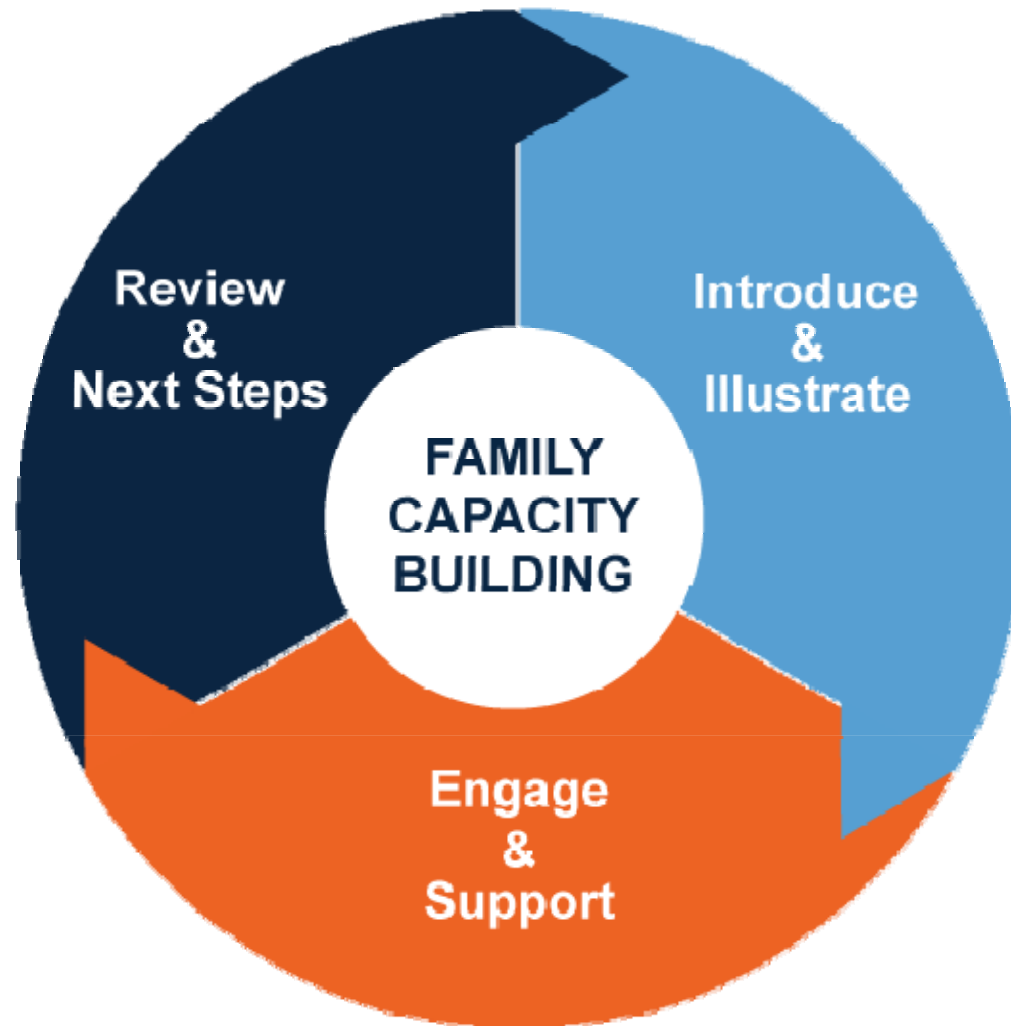 Review
&
Next Steps
Introduce
&
Illustrate
FAMILY
CAPACITY
BUILDING
Engage
&
Support